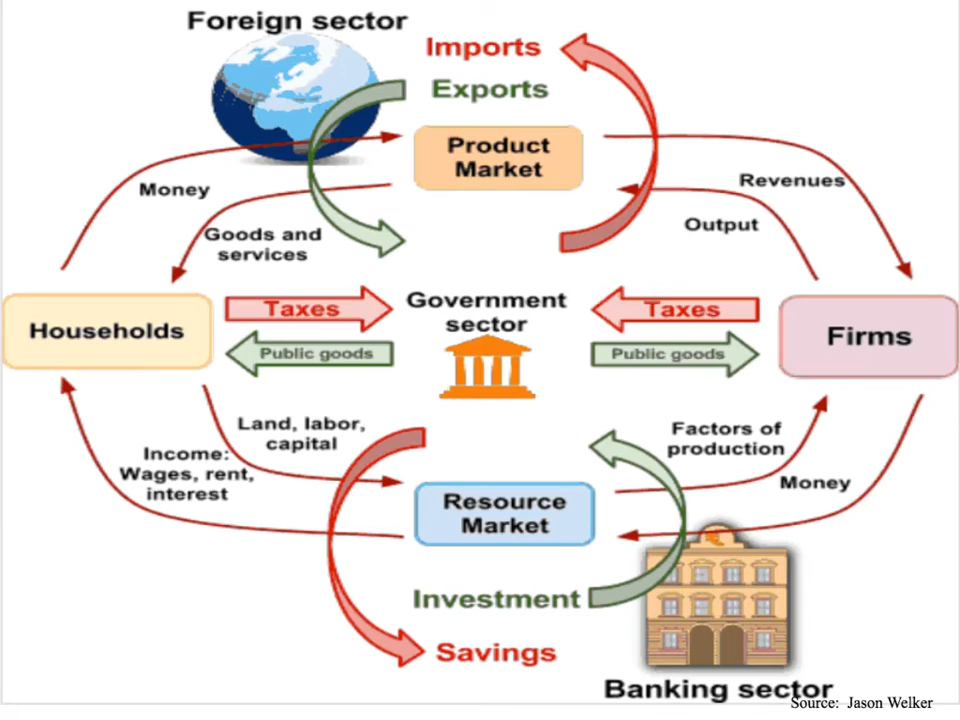 Foreign sector
Imports
Exports
Product
Market
Money
Revenues
Goods and
services
Output
Households
Taxes
Public goods
Government
sector
Taxes
Public goods
Firms
Land, labor,
capital
Income:
Wages, rent,
interest
Factors of
production
Money
Resource
Market
Investment
Savings
Banking sector
Source:  Jason Welker